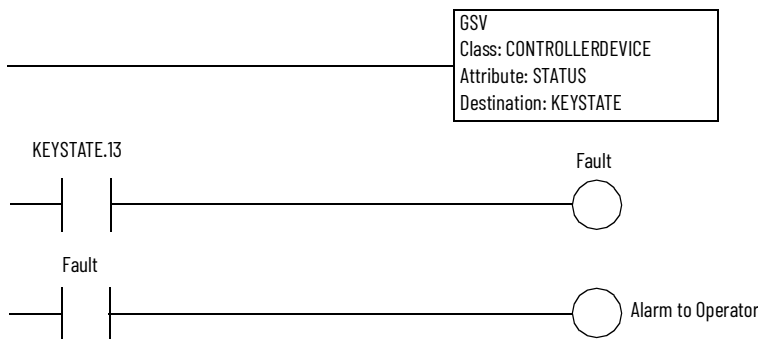 GSV
Class: CONTROLLERDEVICE
Attribute: STATUS
Destination: KEYSTATE
KEYSTATE.13
Fault
Fault
Alarm to Operator